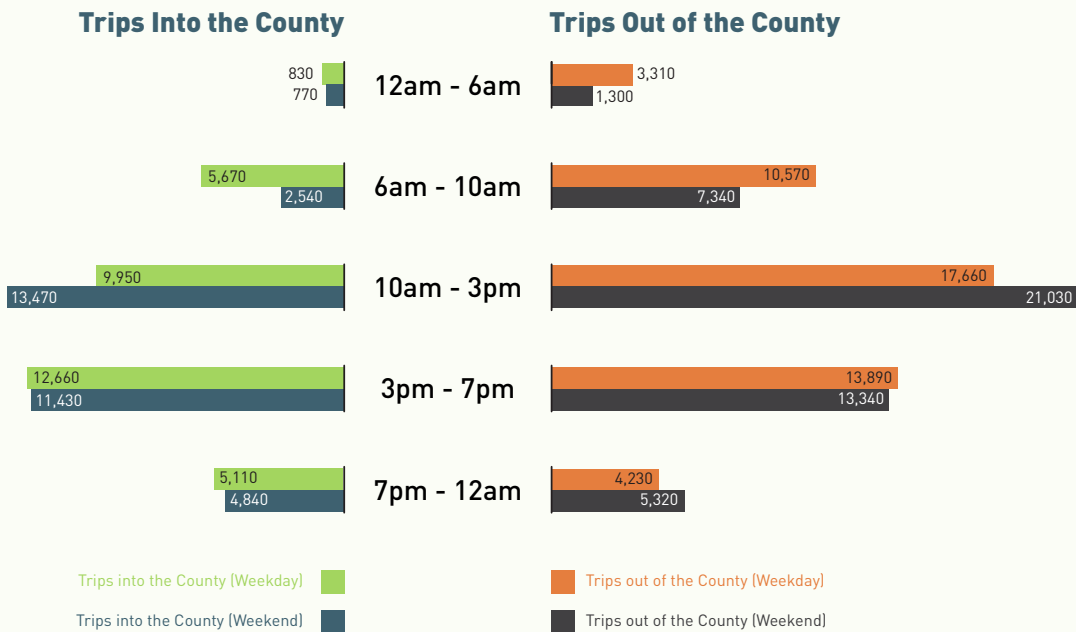 Trips Into the County
Trips Out of the County
830
12am - 6am
3,310
770
1,300
5,670
6am - 10am
10,570
2,540
7,340
9,950
10am - 3pm
17,660
13,470
21,030
12,660
3pm - 7pm
13,890
11,430
13,340
5,110
7pm - 12am
4,230
4,840
5,320
Trips into the County (Weekday)
Trips out of the County (Weekday)
Trips into the County (Weekend)
Trips out of the County (Weekend)